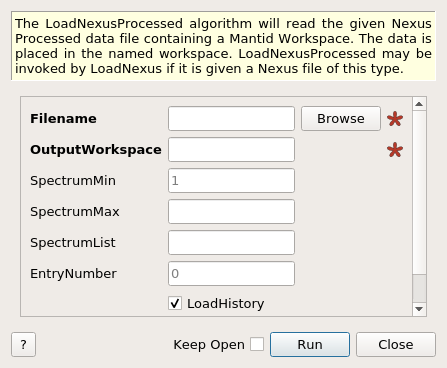 The LoadNexusProcessed algorithm will read the given Nexus
Processed data file containing a Mantid Workspace. The data is
placed in the named workspace. LoadNexusProcessed may be
invoked by LoadNexus if it is given a Nexus file of this type.
Filename Browse
OutputWorkspace
SpectrumMin 1
SpectrumMax
SpectrumList
EntryNumber 0
LoadHistory
? Keep Open Run Close